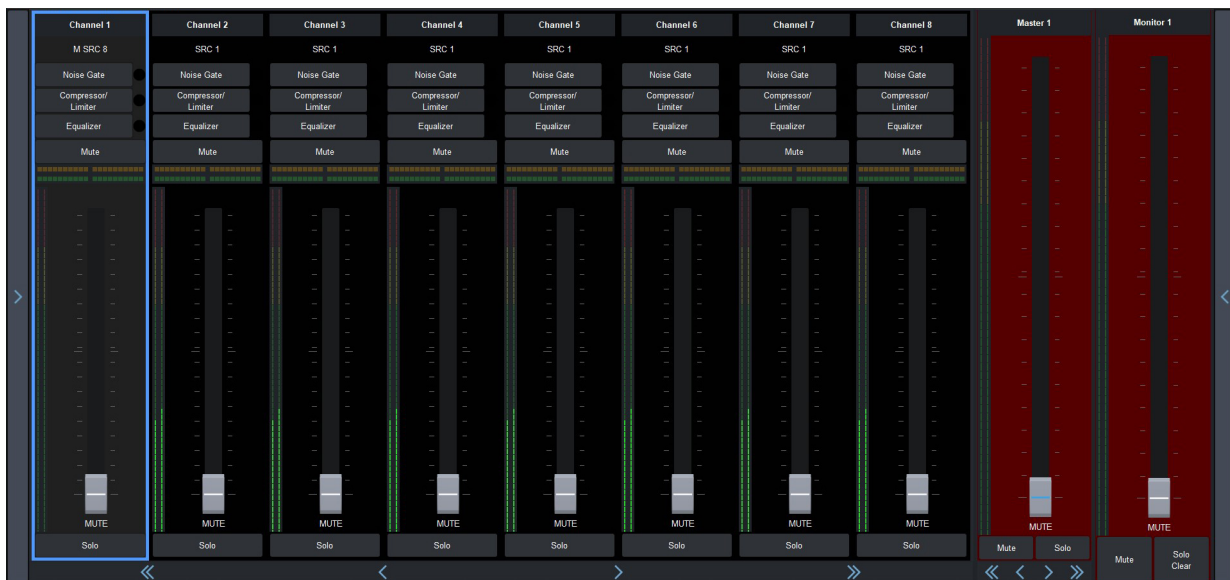 Channel 1 Channel 2 Channel 3 Channel 4 Channel 5 Channel 6 Channel 7 Channel 8 Master 1 Monitor 1
M SRC 8 SRC 1 SRC 1 SRC 1 SRC 1 SRC 1 SRC 1 SRC 1
Noise Gate Noise Gate Noise Gate Noise Gate Noise Gate Noise Gate Noise Gate Noise Gate
Compressor/ Compressor/ Compressor/ Compressor/ Compressor/ Compressor/ Compressor/ Compressor/
Limiter Limiter Limiter Limiter Limiter Limiter Limiter Limiter
Equalizer Equalizer Equalizer Equalizer Equalizer Equalizer Equalizer Equalizer
Mute Mute Mute Mute Mute Mute Mute Mute
MUTE MUTE MUTE MUTE MUTE MUTE MUTE MUTE MUTE MUTE
Solo Solo Solo Solo Solo Solo Solo Solo Mute Solo
Mute Solo
Clear